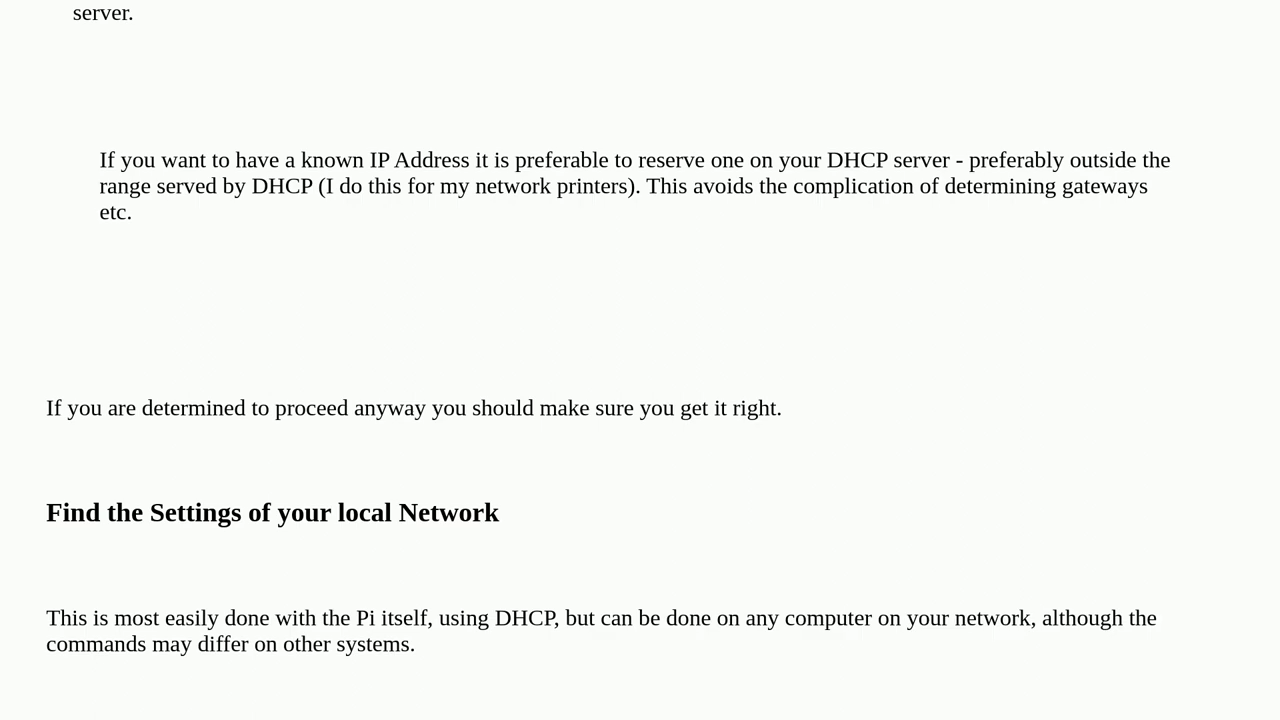 server.
If you want to have a known IP Address it is preferable to reserve one on your DHCP server - preferably outside the
range served by DHCP (I do this for my network printers). This avoids the complication of determining gateways
etc.
If you are determined to proceed anyway you should make sure you get it right.
Find the Settings of your local Network
This is most easily done with the Pi itself, using DHCP, but can be done on any computer on your network, although the
commands may differ on other systems.